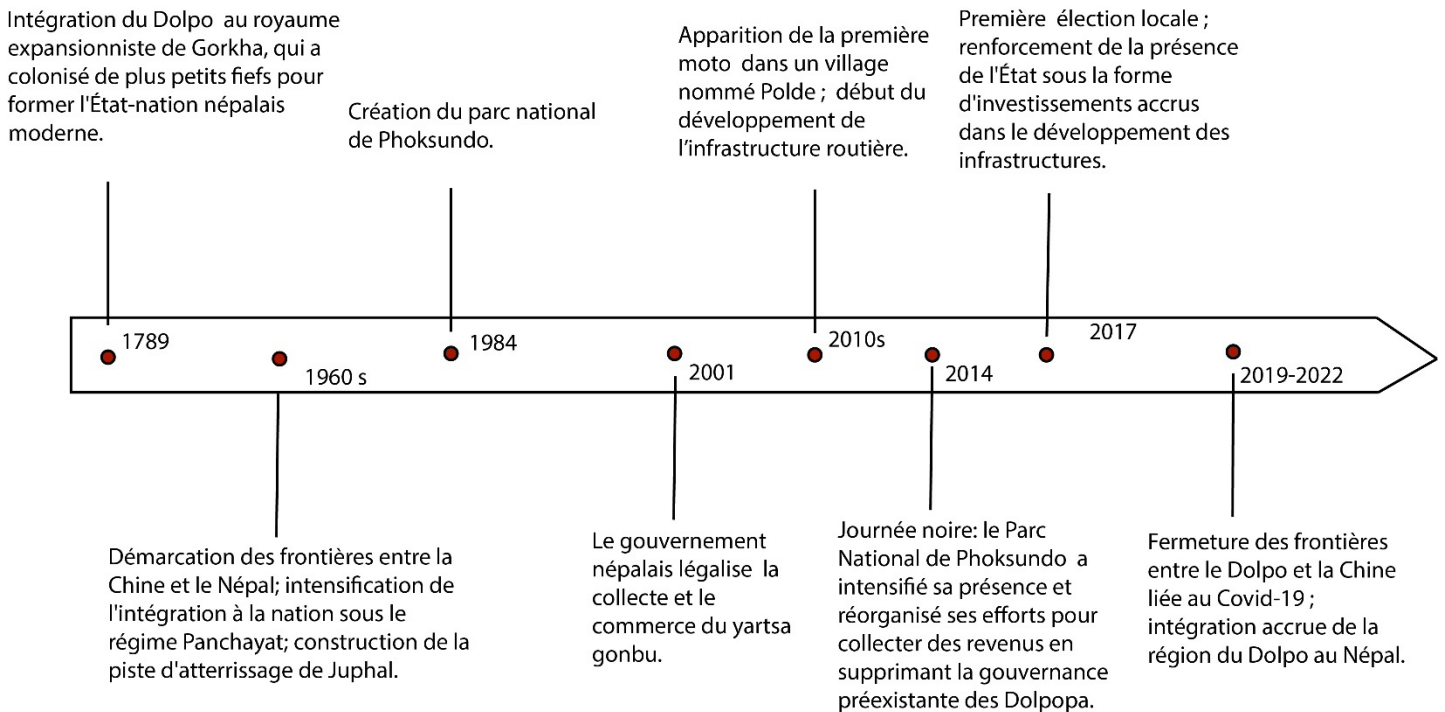 Intégration du Dolpo au royaume
expansionniste de Gorkha, qui a
colonisé de plus petits fiefs pour
former l'État-nation népalais
moderne.
Création du parc national
de Phoksundo.
Apparition de la première
moto dans un village
nommé Polde ; début du
développement de
l'infrastructure routière.
Première élection locale ;
renforcement de la présence
de l'État sous la forme
d'investissements accrus
dans le développement des
infrastructures.
1789
1960 s
1984
2001
2010s
2014
2017
2019-2022
Démarcation des frontières entre la
Chine et le Népal; intensification de
l'intégration à la nation sous le
régime Panchayat; construction de la
piste d'atterrissage de Juphal.
Le gouvernement
népalais légalise la
collecte et le
commerce du yartsa
gonbu.
Journée noire: le Parc
National de Phoksundo a
intensifié sa présence et
réorganisé ses efforts pour
collecter des revenus en
supprimant la gouvernance
préexistante des Dolpopa.
Fermeture des frontières
entre le Dolpo et la Chine
liée au Covid-19 ;
intégration accrue de la
région du Dolpo au Népal.